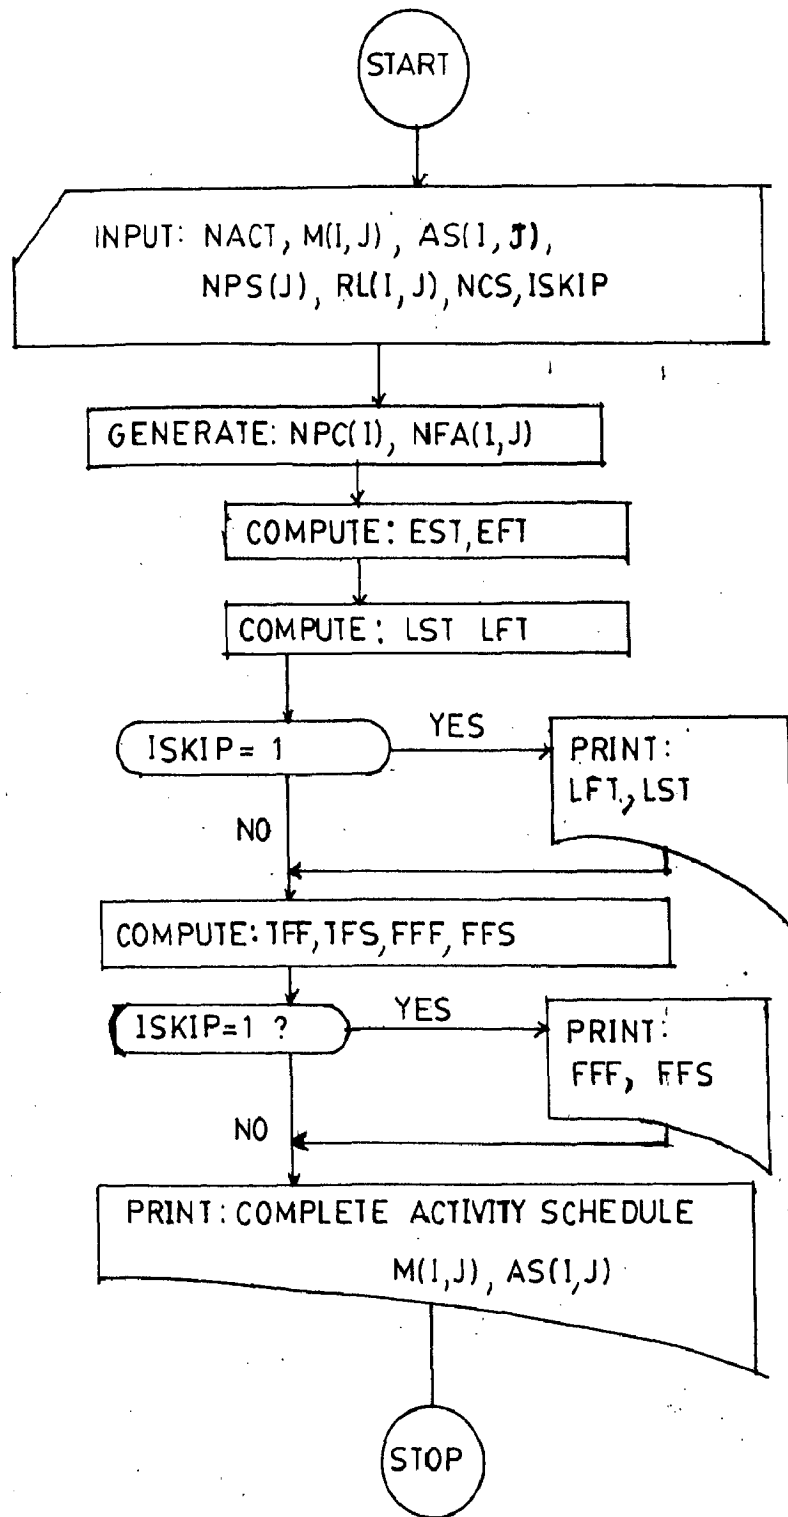 START
INPUT: NACT, M(I,J), AS(I,J),
NPS(J), RL(I,J), NCS, ISKIP
GENERATE: NPC(I), NFA(I,J)
COMPUTE: EST, EFT
COMPUTE: LST LFT
ISKIP= 1
YES
PRINT:
LFT, LST
NO
COMPUTE: TFF, TFS, FFF, FFS
ISKIP=1 ?
YES
PRINT:
FFF, FFS
NO
PRINT: COMPLETE ACTIVITY SCHEDULE
M(I,J), AS(I,J)
STOP